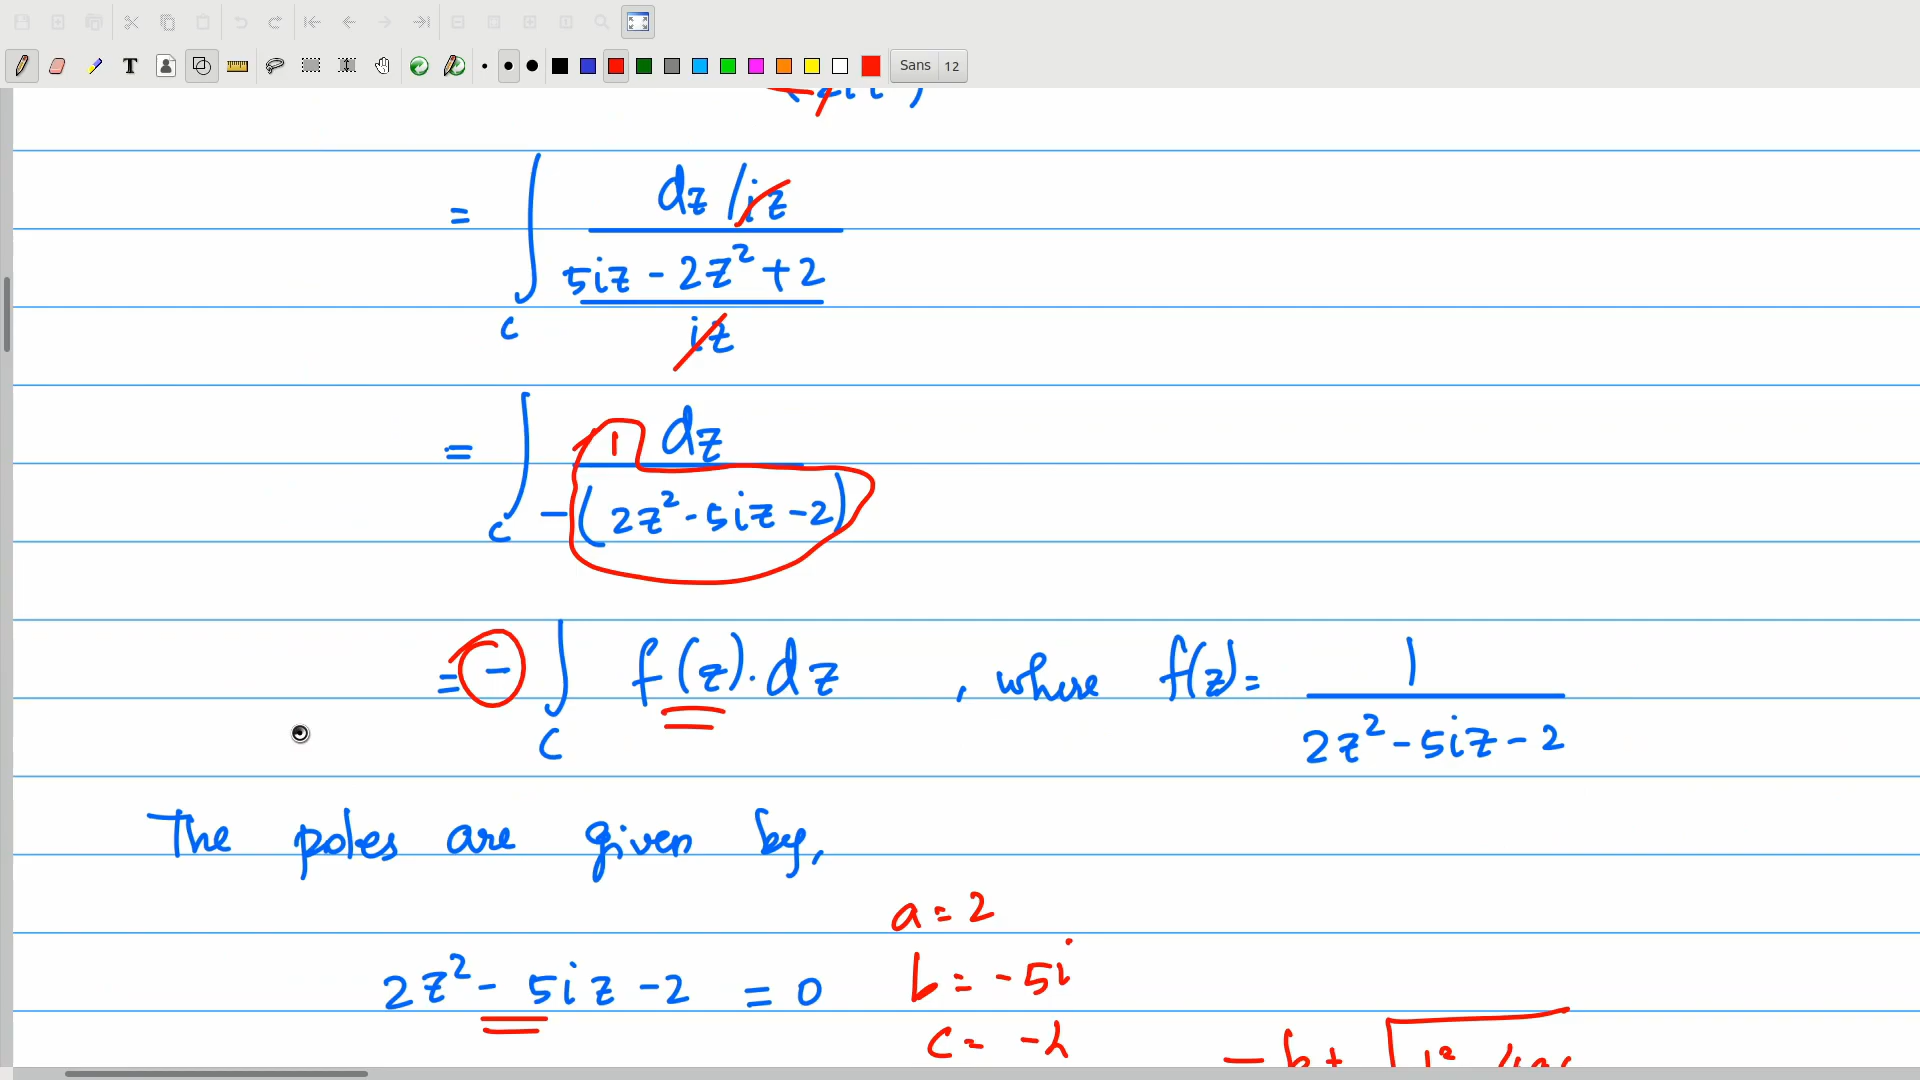 Sans 12
= ∫_C (dz / iz) / ((5iz - 2z² + 2) / iz)
= ∫_C 1 dz / -(2z² - 5iz - 2)
= - ∫_C f(z). dz , where f(z) = 1 / (2z² - 5iz - 2)
The poles are given by,
a = 2
2z² - 5iz - 2 = 0
b = -5i
c = -2